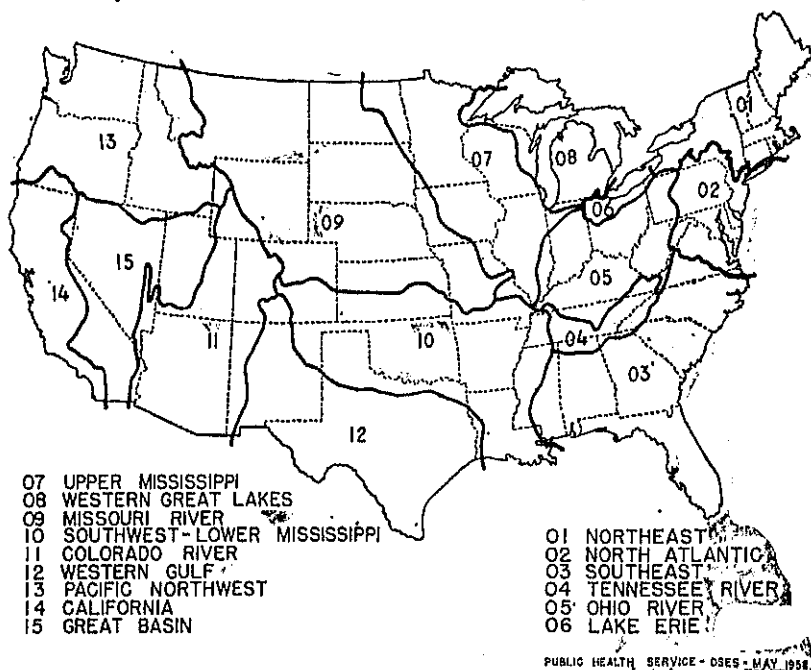 01
13
07
08
02
06
09
15
05
14
11
10
04
03
12
07 UPPER MISSISSIPPI
08 WESTERN GREAT LAKES
09 MISSOURI RIVER
10 SOUTHWEST-LOWER MISSISSIPPI
11 COLORADO RIVER
12 WESTERN GULF
13 PACIFIC NORTHWEST
14 CALIFORNIA
15 GREAT BASIN
01 NORTHEAST
02 NORTH ATLANTIC
03 SOUTHEAST
04 TENNESSEE RIVER
05 OHIO RIVER
06 LAKE ERIE
PUBLIC HEALTH SERVICE - DSES - MAY